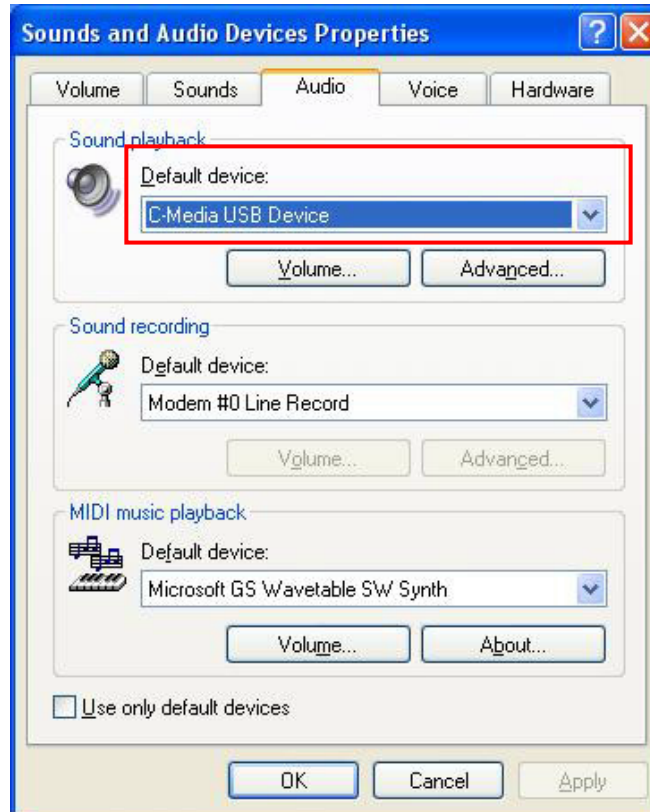 Sounds and Audio Devices Properties
Volume Sounds Audio Voice Hardware
Sound playback
Default device:
C-Media USB Device
Volume... Advanced...
Sound recording
Default device:
Modem #0 Line Record
Volume... Advanced...
MIDI music playback
Default device:
Microsoft GS Wavetable SW Synth
Volume... About...
Use only default devices
OK Cancel Apply